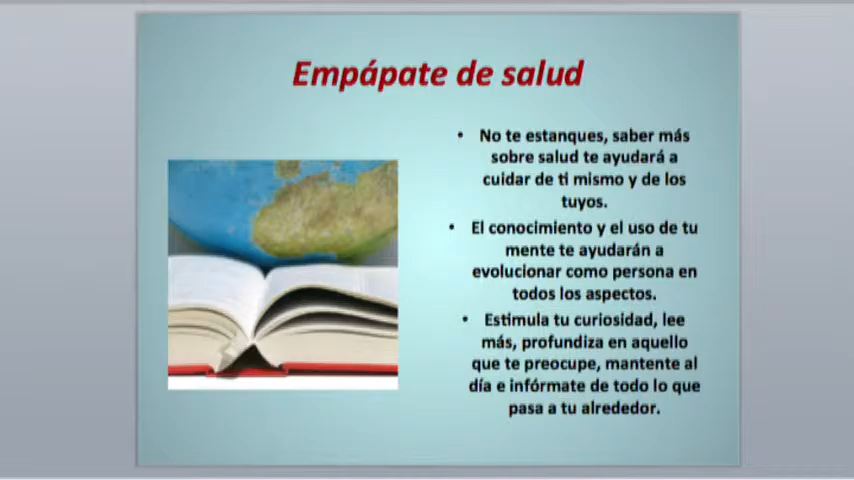 Empápate de salud
• No te estanques, saber más
sobre salud te ayudará a
cuidar de ti mismo y de los
tuyos.
• El conocimiento y el uso de tu
mente te ayudarán a
evolucionar como persona en
todos los aspectos.
• Estimula tu curiosidad, lee
más, profundiza en aquello
que te preocupe, mantente al
día e infórmate de todo lo que
pasa a tu alrededor.